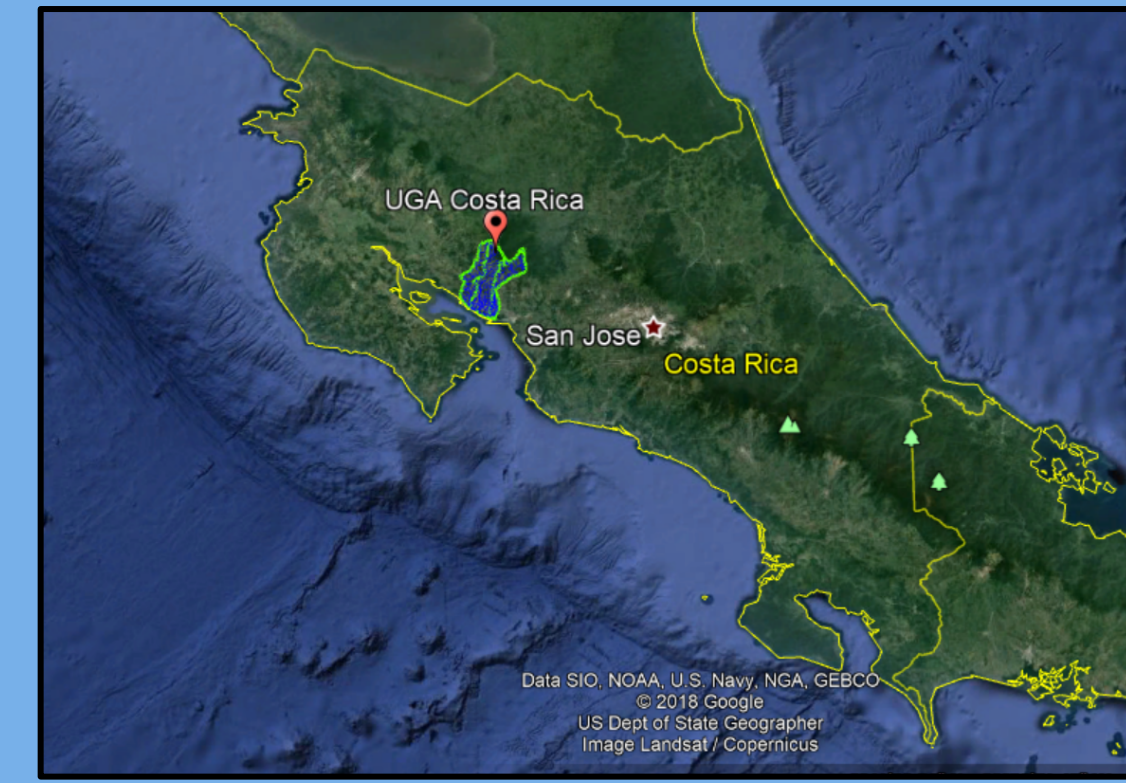 UGA Costa Rica
San Jose
Costa Rica
Data SIO, NOAA, U.S. Navy, NGA, GEBCO
© 2018 Google
US Dept of State Geographer
Image Landsat / Copernicus